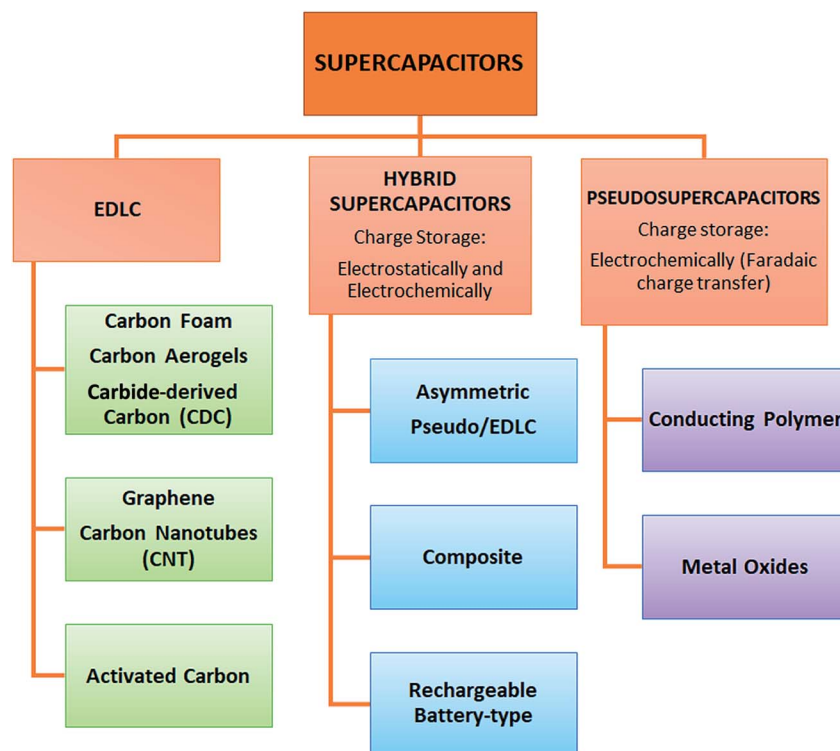 SUPERCAPACITORS
EDLC
Carbon Foam
Carbon Aerogels
Carbide-derived
Carbon (CDC)
Graphene
Carbon Nanotubes
(CNT)
Activated Carbon
HYBRID
SUPERCAPACITORS
Charge Storage:
Electrostatically and
Electrochemically
Asymmetric
Pseudo/EDLC
Composite
Rechargeable
Battery-type
PSEUDOSUPERCAPACITORS
Charge storage:
Electrochemically (Faradaic
charge transfer)
Conducting Polymer
Metal Oxides